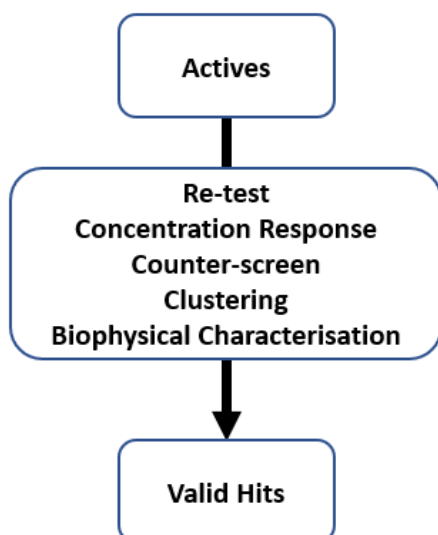 Actives
Re-test
Concentration Response
Counter-screen
Clustering
Biophysical Characterisation
Valid Hits